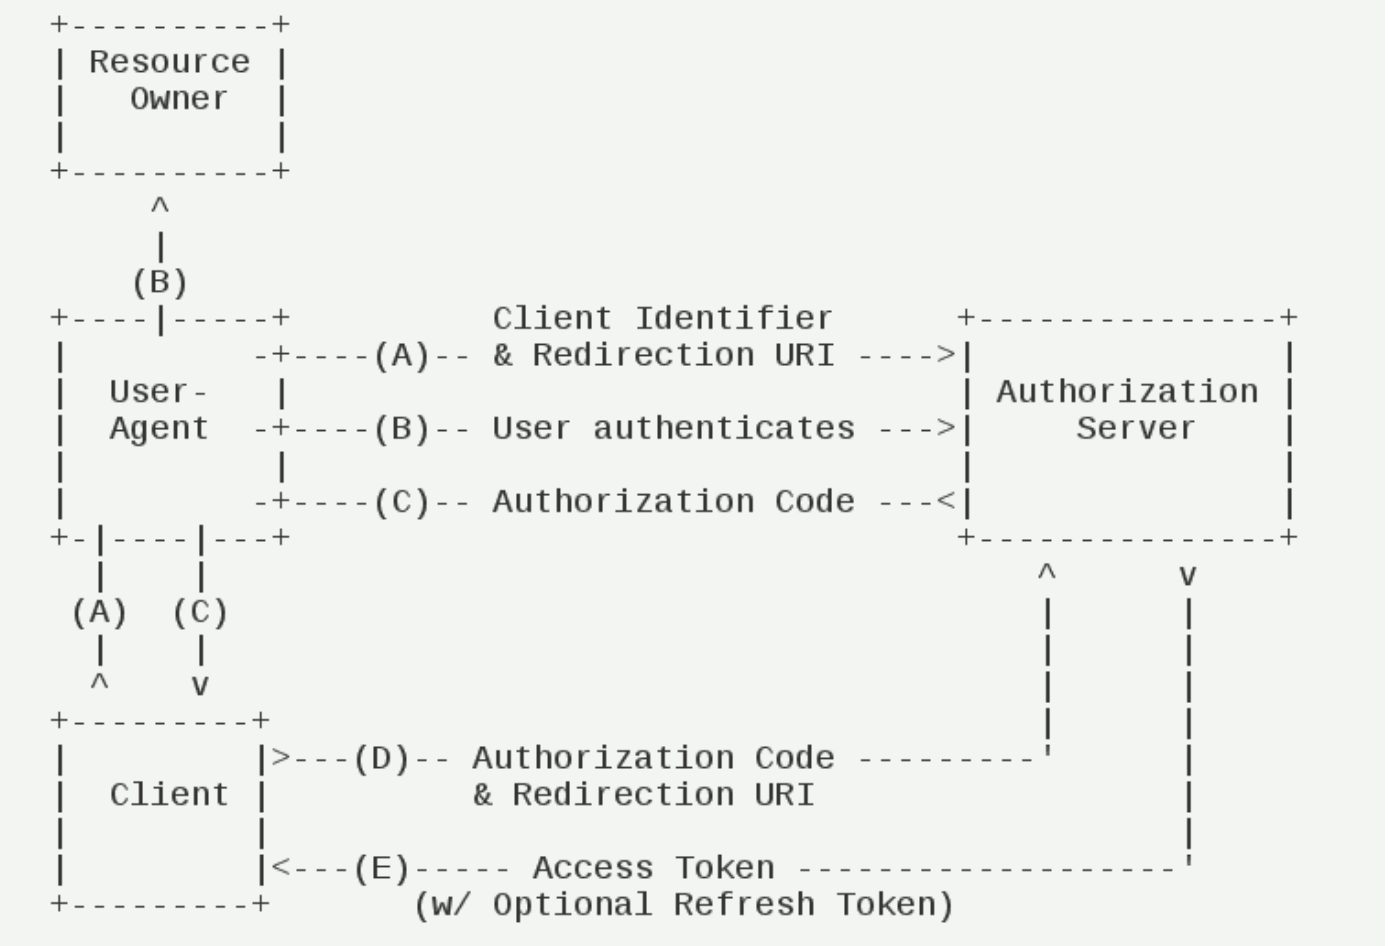 +----------+
| Resource |
|   Owner  |
|          |
+----------+
     ^
     |
    (B)
+----|-----+          Client Identifier      +---------------+
|         -+----(A)-- & Redirection URI ---->|               |
|  User-   |                                 | Authorization |
|  Agent  -+----(B)-- User authenticates --->|     Server    |
|          |                                 |               |
|         -+----(C)-- Authorization Code ---<|               |
+-|----|---+                                 +---------------+
  |    |                                         ^      v
 (A)  (C)                                        |      |
  |    |                                         |      |
  ^    v                                         |      |
+---------+                                      |      |
|         |>---(D)-- Authorization Code ---------'      |
|  Client |          & Redirection URI                  |
|         |                                             |
|         |<---(E)----- Access Token -------------------'
+---------+       (w/ Optional Refresh Token)